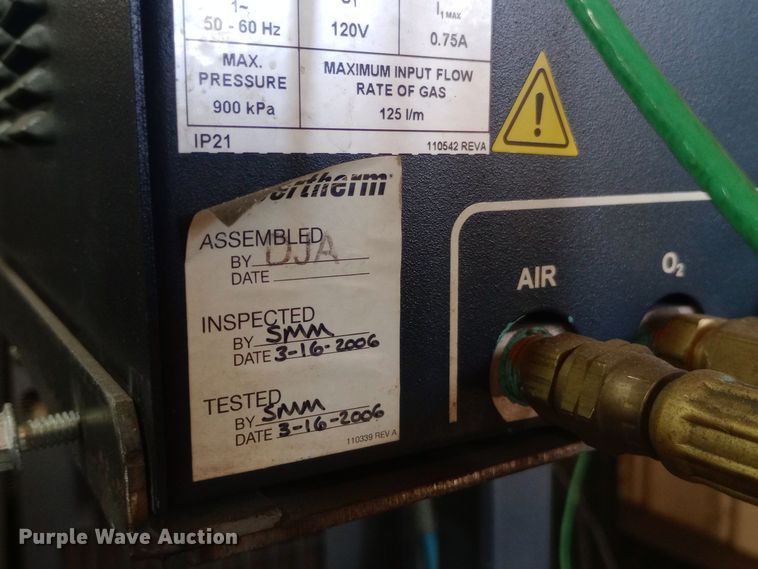 1~
50 - 60 Hz
120V
I1 MAX
0.75A
MAX.
PRESSURE
900 kPa
MAXIMUM INPUT FLOW
RATE OF GAS
125 l/m
IP21
110542 REVA
ertherm
ASSEMBLED
BY DJA
DATE
INSPECTED
BY SMM
DATE 3-16-2006
TESTED
BY SMM
DATE 3-16-2006
110339 REV A
AIR
O2
Purple Wave Auction